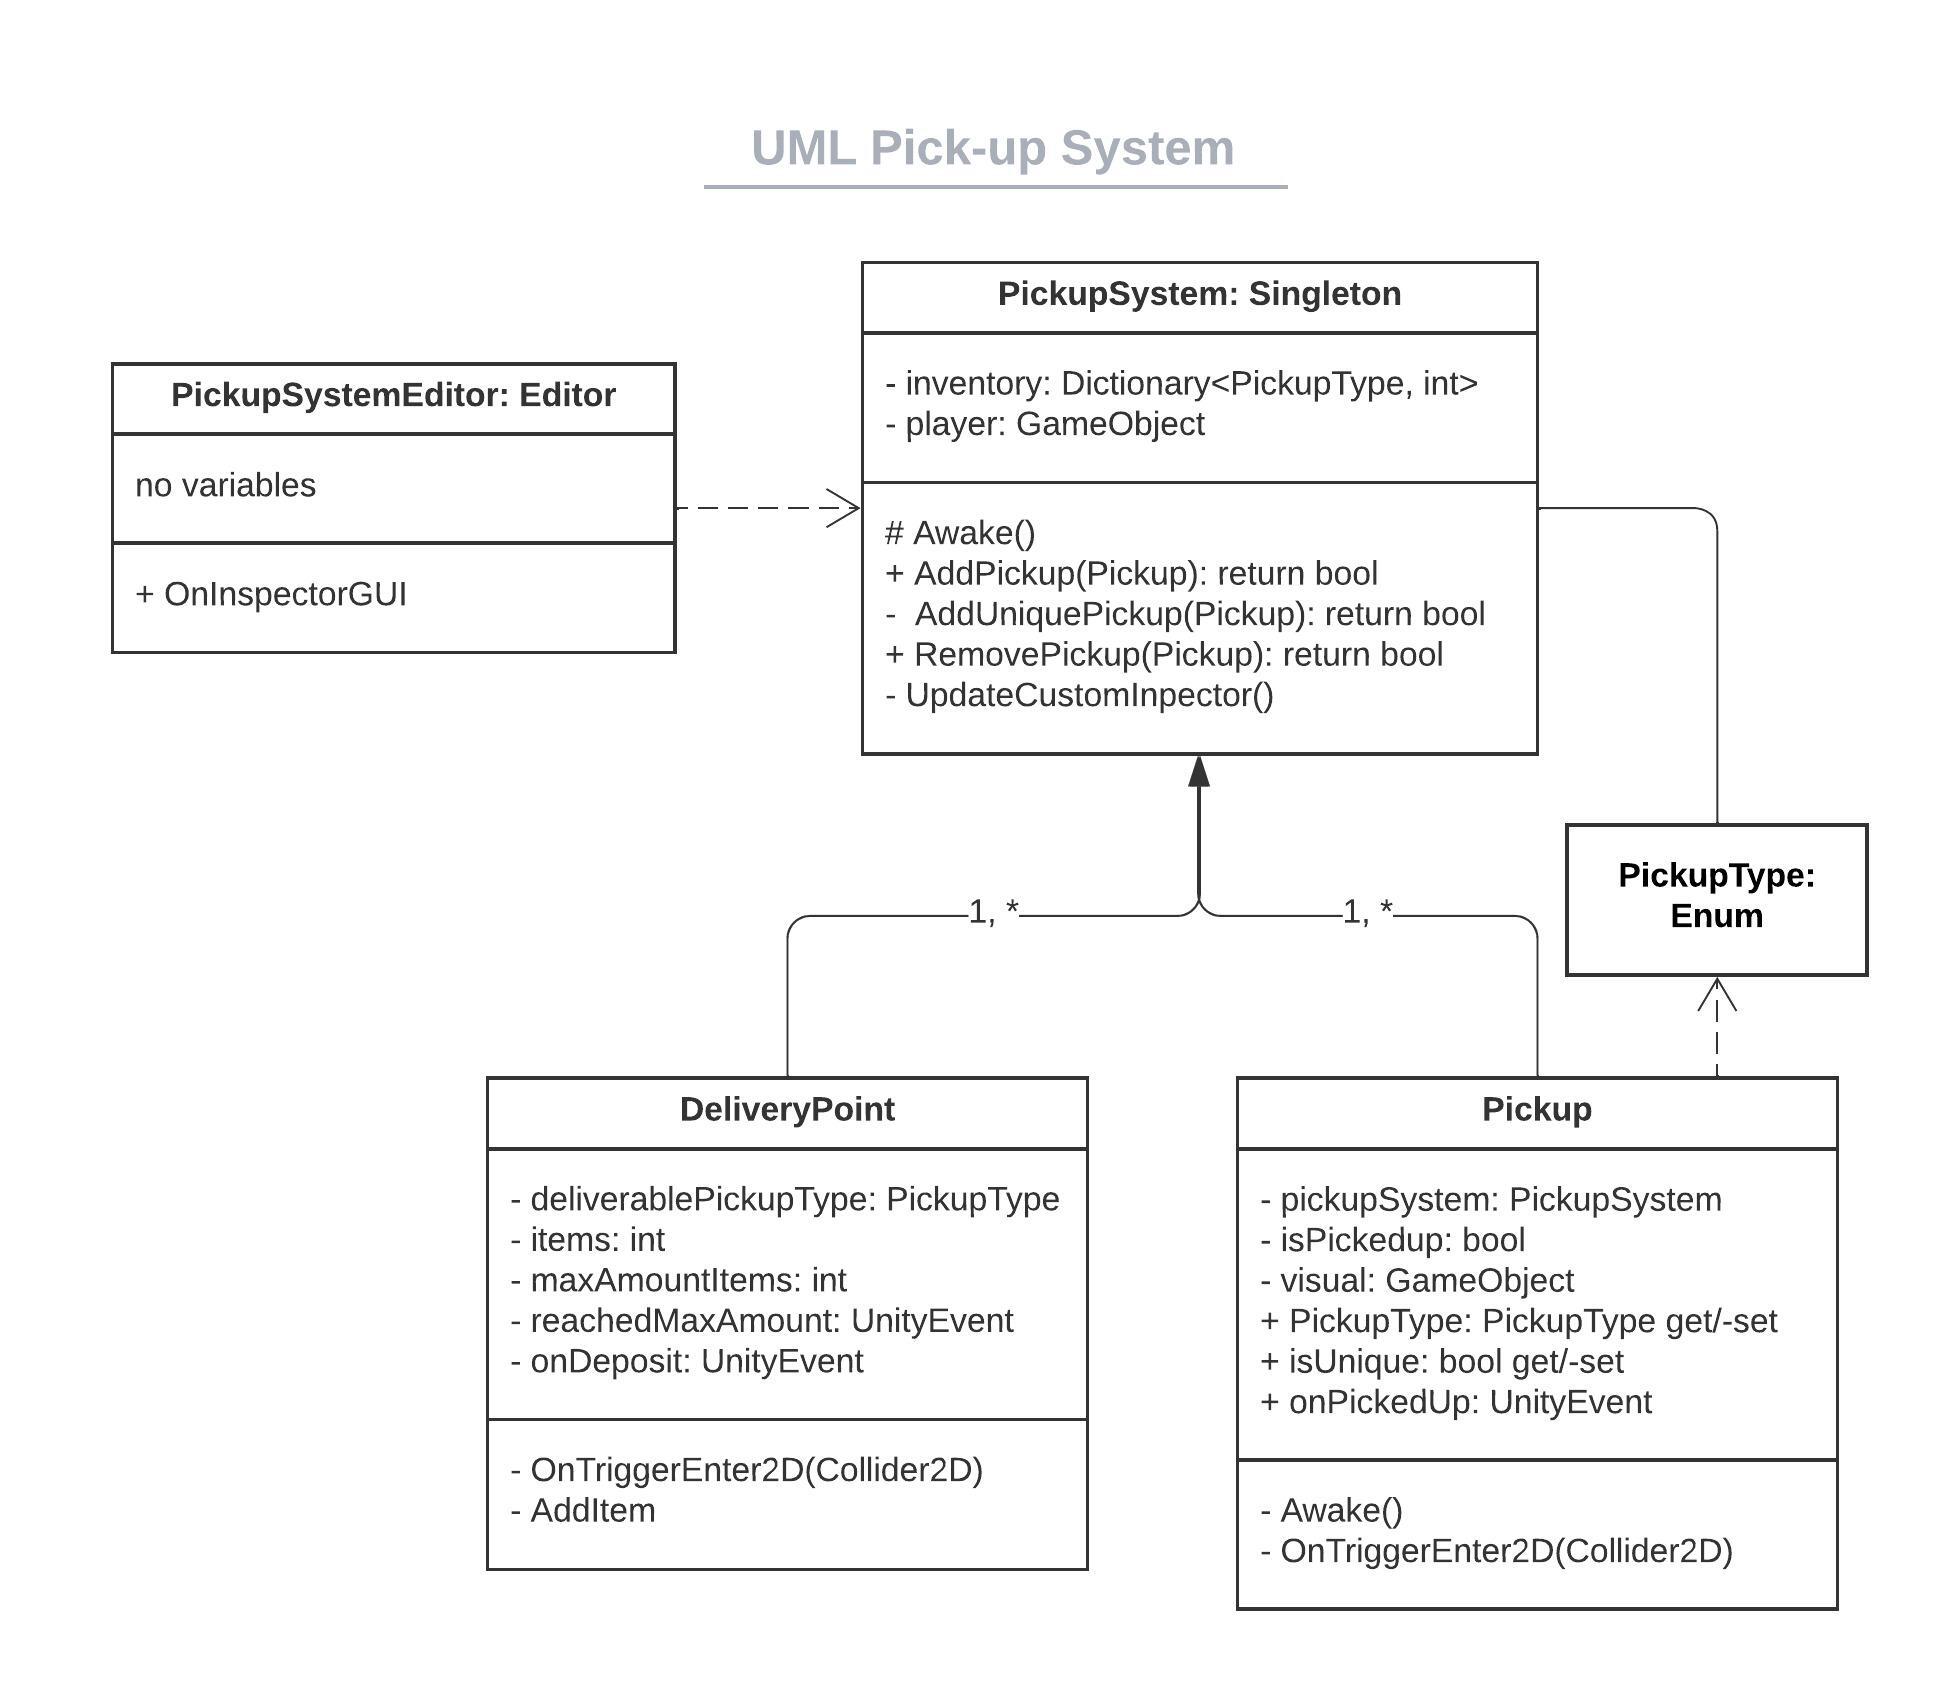 UML Pick-up System
PickupSystem: Singleton
- inventory: Dictionary<PickupType, int>
- player: GameObject
# Awake()
+ AddPickup(Pickup): return bool
-  AddUniquePickup(Pickup): return bool
+ RemovePickup(Pickup): return bool
- UpdateCustomInpector()
PickupSystemEditor: Editor
no variables
+ OnInspectorGUI
PickupType:
Enum
1, *
1, *
DeliveryPoint
- deliverablePickupType: PickupType
- items: int
- maxAmountItems: int
- reachedMaxAmount: UnityEvent
- onDeposit: UnityEvent
- OnTriggerEnter2D(Collider2D)
- AddItem
Pickup
- pickupSystem: PickupSystem
- isPickedup: bool
- visual: GameObject
+ PickupType: PickupType get/-set
+ isUnique: bool get/-set
+ onPickedUp: UnityEvent
- Awake()
- OnTriggerEnter2D(Collider2D)